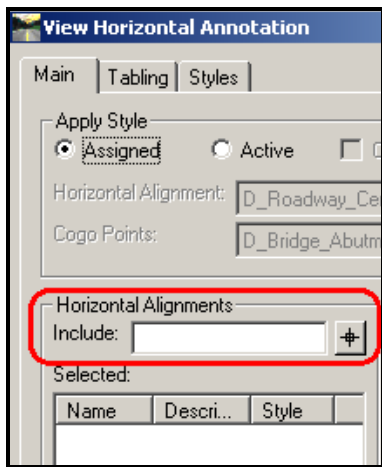 View Horizontal Annotation
Main Tabling Styles
Apply Style
Assigned Active
Horizontal Alignment: D_Roadway_Ce
Cogo Points: D_Bridge_Abutm
Horizontal Alignments
Include:
Selected:
Name Descri... Style